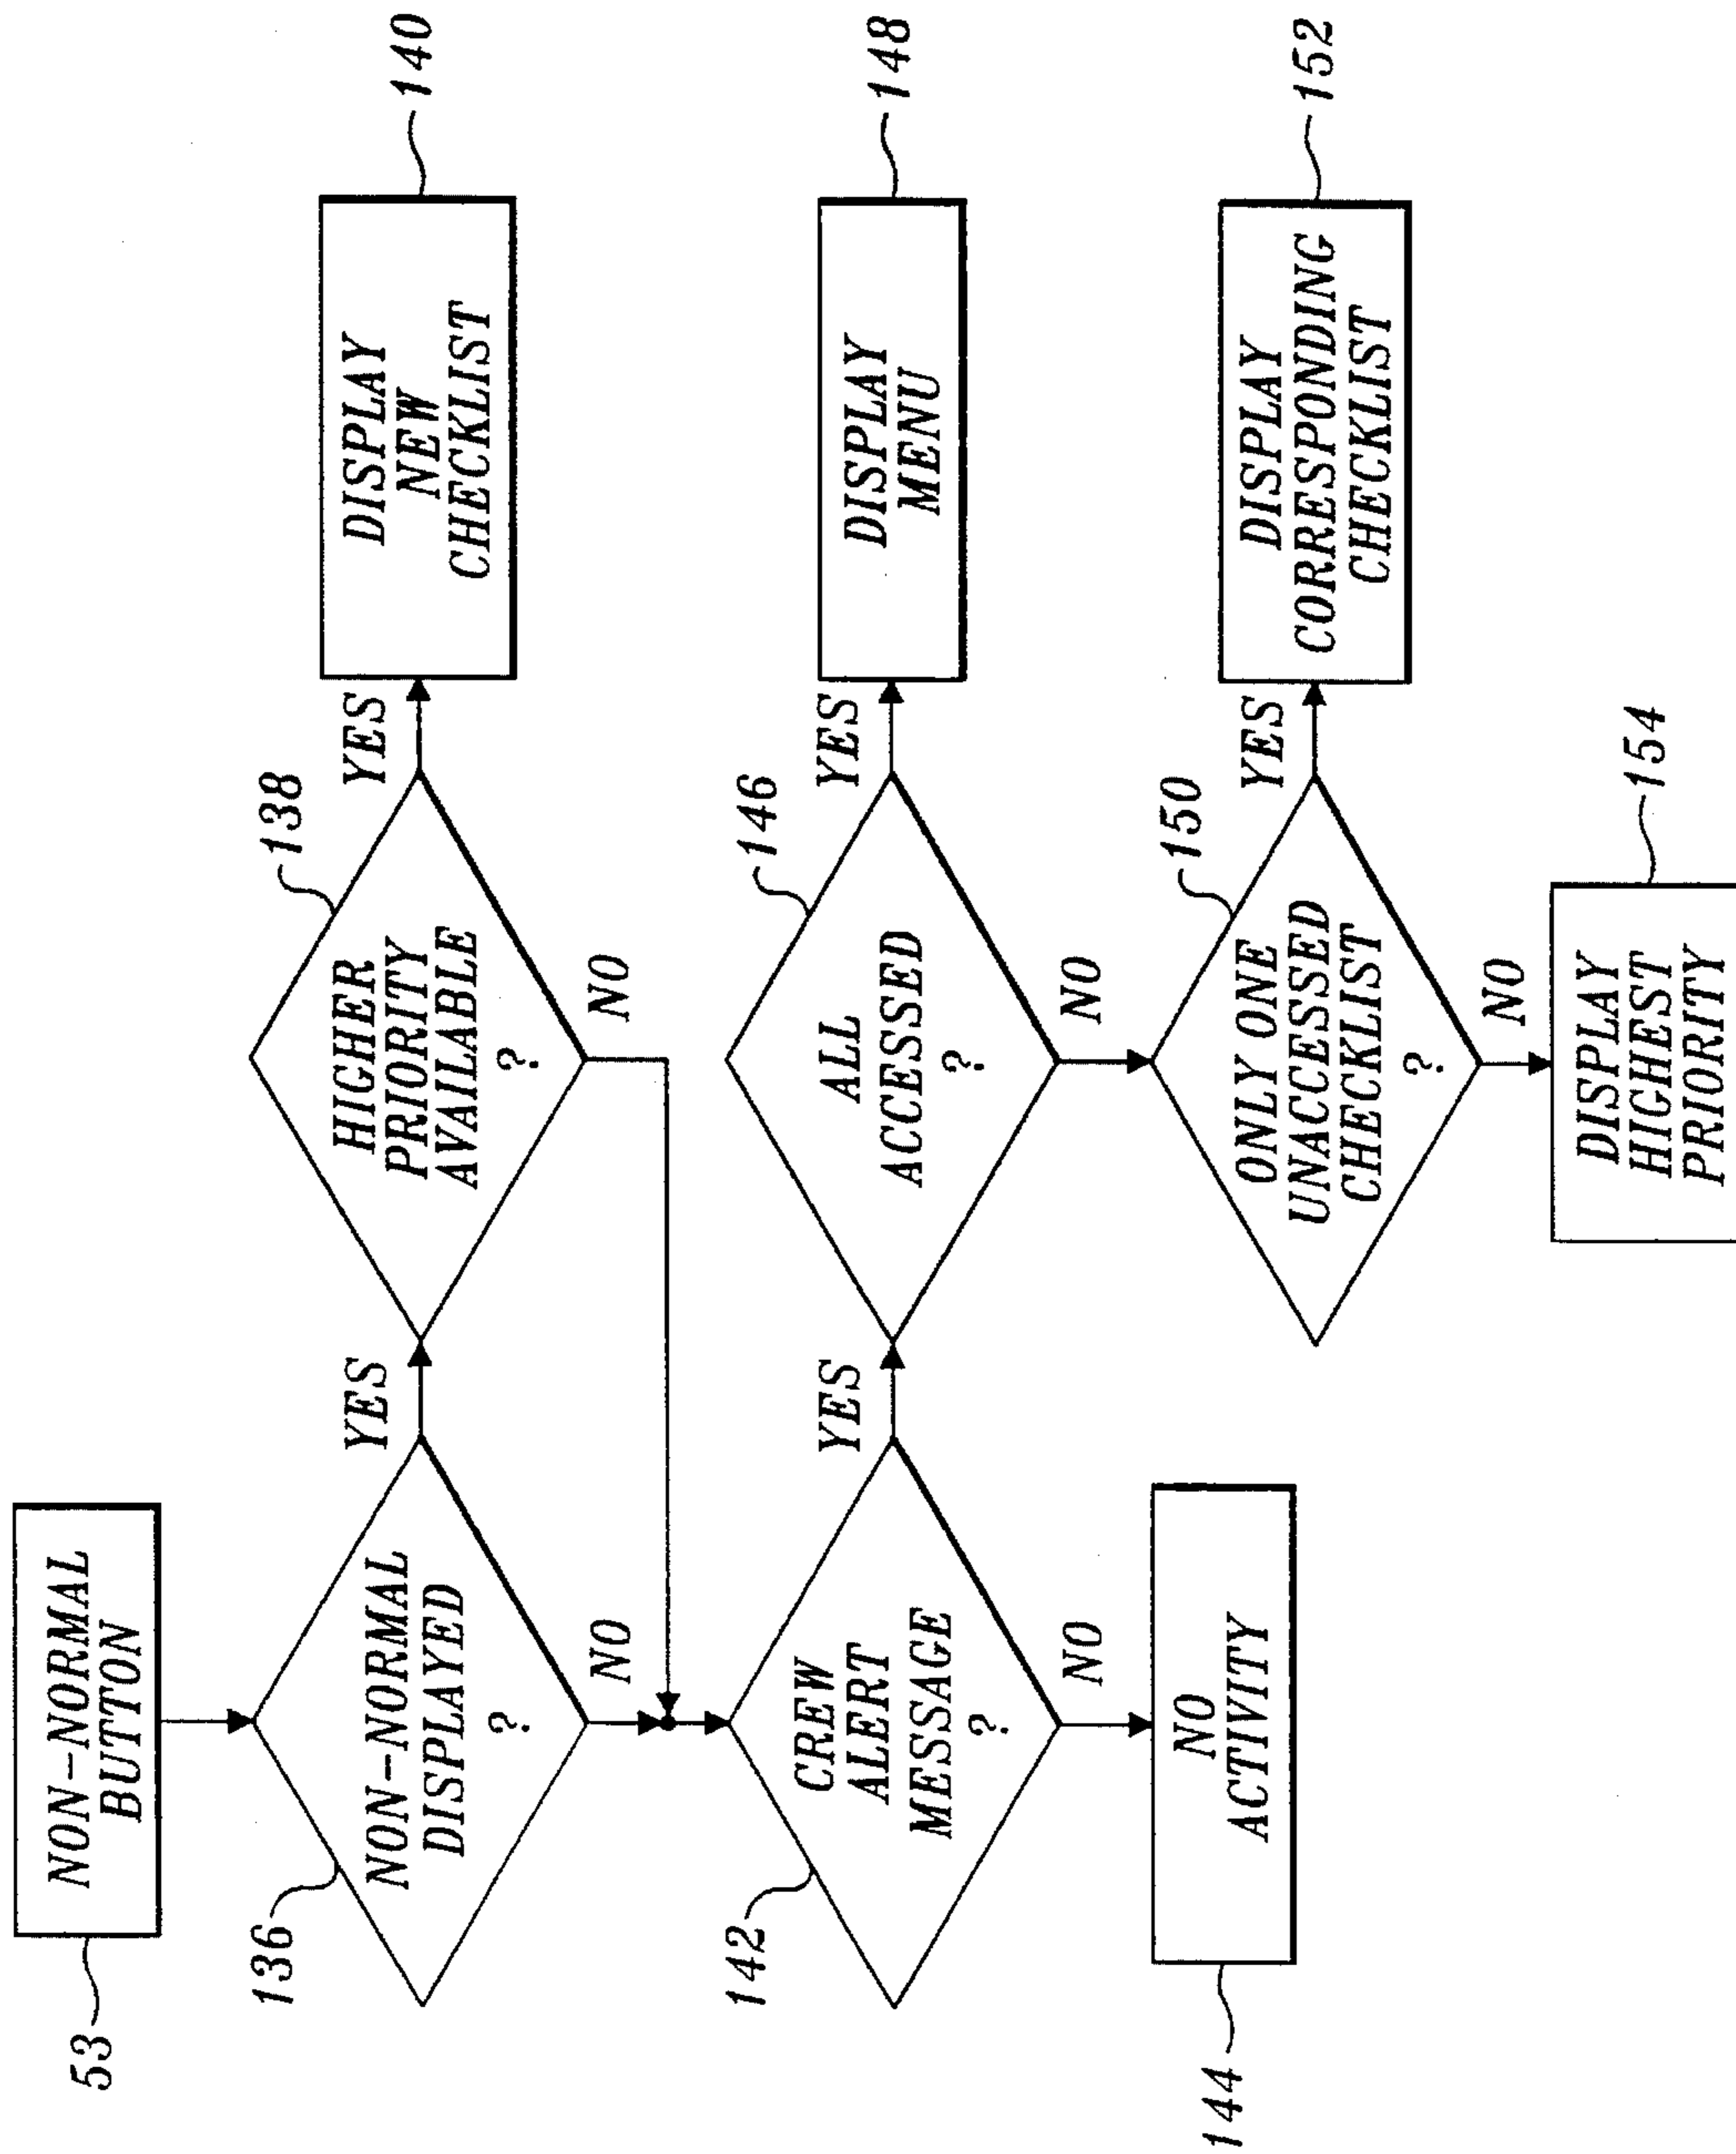 53
NON-NORMAL
BUTTON
136
NON-NORMAL
DISPLAYED
?
YES
NO
138
HIGHER
PRIORITY
AVAILABLE
?
YES
NO
140
DISPLAY
NEW
CHECKLIST
142
CREW
ALERT
MESSAGE
?
YES
NO
146
ALL
ACCESSED
?
YES
NO
148
DISPLAY
MENU
144
NO
ACTIVITY
150
ONLY ONE
UNACCESSED
CHECKLIST
?
YES
NO
152
DISPLAY
CORRESPONDING
CHECKLIST
154
DISPLAY
HIGHEST
PRIORITY